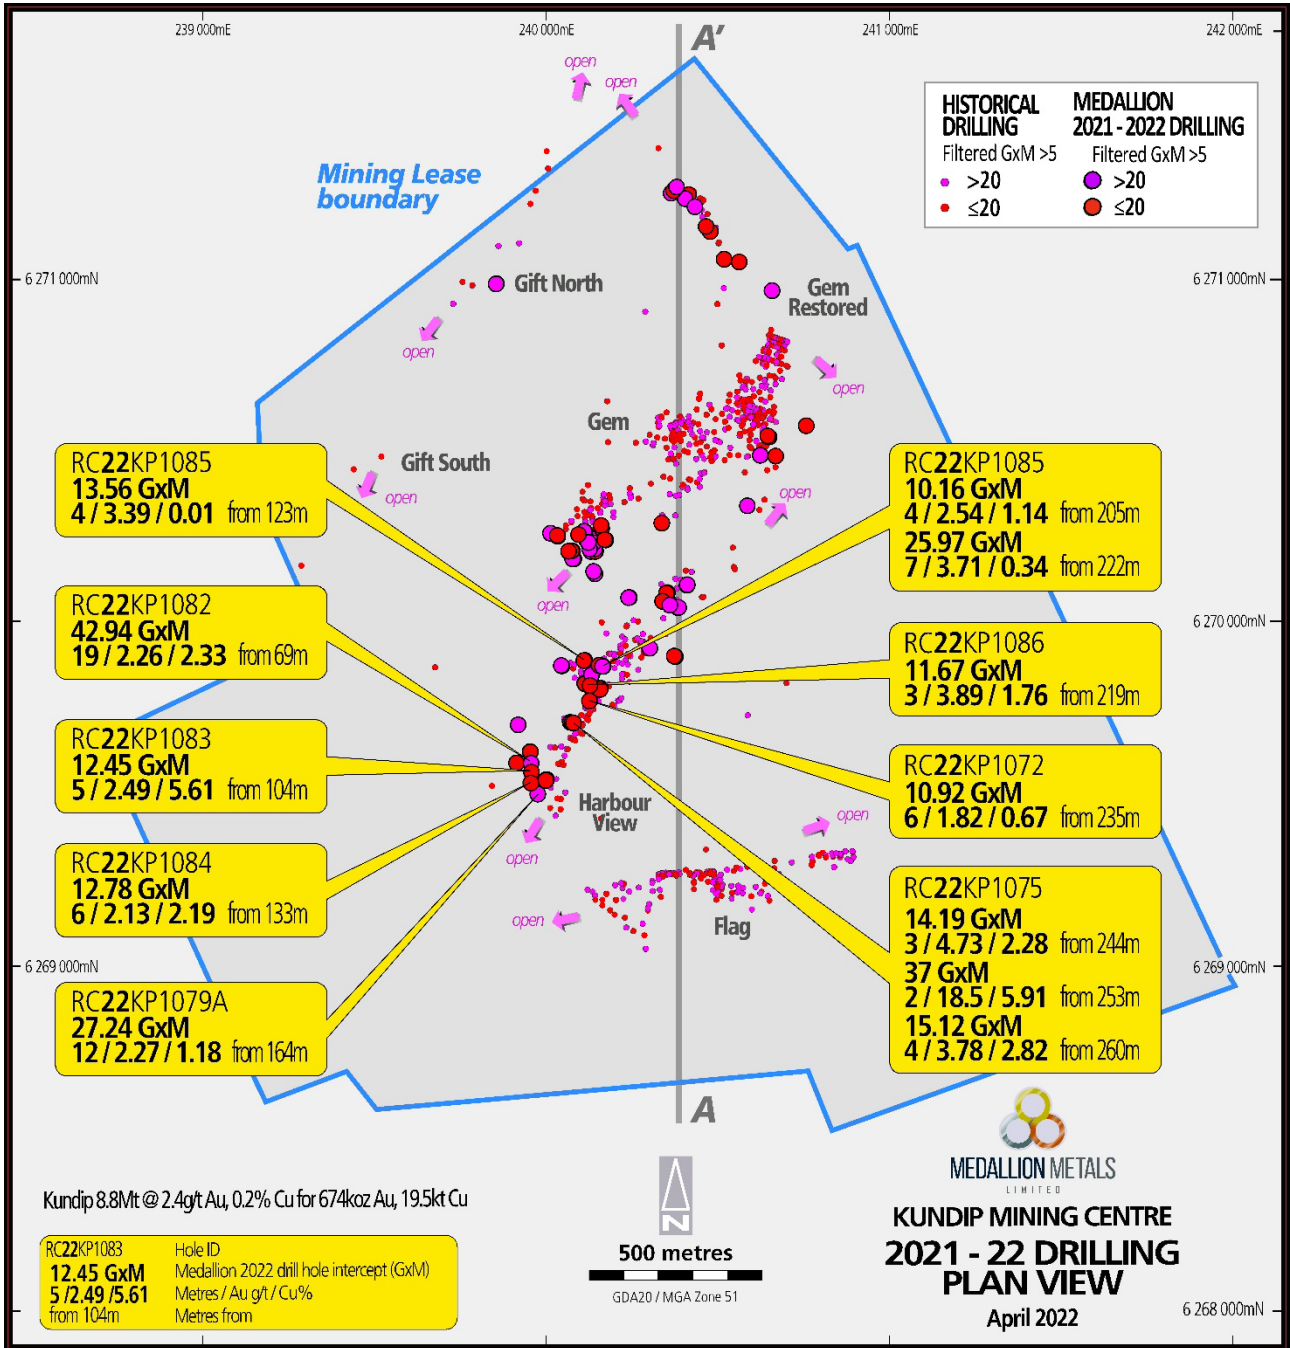 239 000mE
240 000mE
241 000mE
242 000mE
A'
open
open
HISTORICAL DRILLING
Filtered GxM >5
>20
≤20
MEDALLION 2021 - 2022 DRILLING
Filtered GxM >5
>20
≤20
Mining Lease
boundary
6 271 000mN
6 271 000mN
Gift North
Gem
Restored
open
open
Gem
Gift South
open
open
open
RC22KP1085
13.56 GxM
4 / 3.39 / 0.01 from 123m
RC22KP1085
10.16 GxM
4 / 2.54 / 1.14 from 205m
25.97 GxM
7 / 3.71 / 0.34 from 222m
RC22KP1082
42.94 GxM
19 / 2.26 / 2.33 from 69m
6 270 000mN
RC22KP1086
11.67 GxM
3 / 3.89 / 1.76 from 219m
RC22KP1083
12.45 GxM
5 / 2.49 / 5.61 from 104m
RC22KP1072
10.92 GxM
6 / 1.82 / 0.67 from 235m
Harbour
View
open
open
RC22KP1084
12.78 GxM
6 / 2.13 / 2.19 from 133m
open
Flag
RC22KP1075
14.19 GxM
3 / 4.73 / 2.28 from 244m
37 GxM
2 / 18.5 / 5.91 from 253m
15.12 GxM
4 / 3.78 / 2.82 from 260m
6 269 000mN
6 269 000mN
RC22KP1079A
27.24 GxM
12 / 2.27 / 1.18 from 164m
A
MEDALLION METALS
LIMITED
Kundip 8.8Mt @ 2.4g/t Au, 0.2% Cu for 674koz Au, 19.5kt Cu
N
KUNDIP MINING CENTRE
2021 - 22 DRILLING
PLAN VIEW
April 2022
500 metres
GDA20 / MGA Zone 51
RC22KP1083 Hole ID
12.45 GxM Medallion 2022 drill hole intercept (GxM)
5 /2.49 /5.61 Metres / Au g/t / Cu%
from 104m Metres from
6 268 000mN